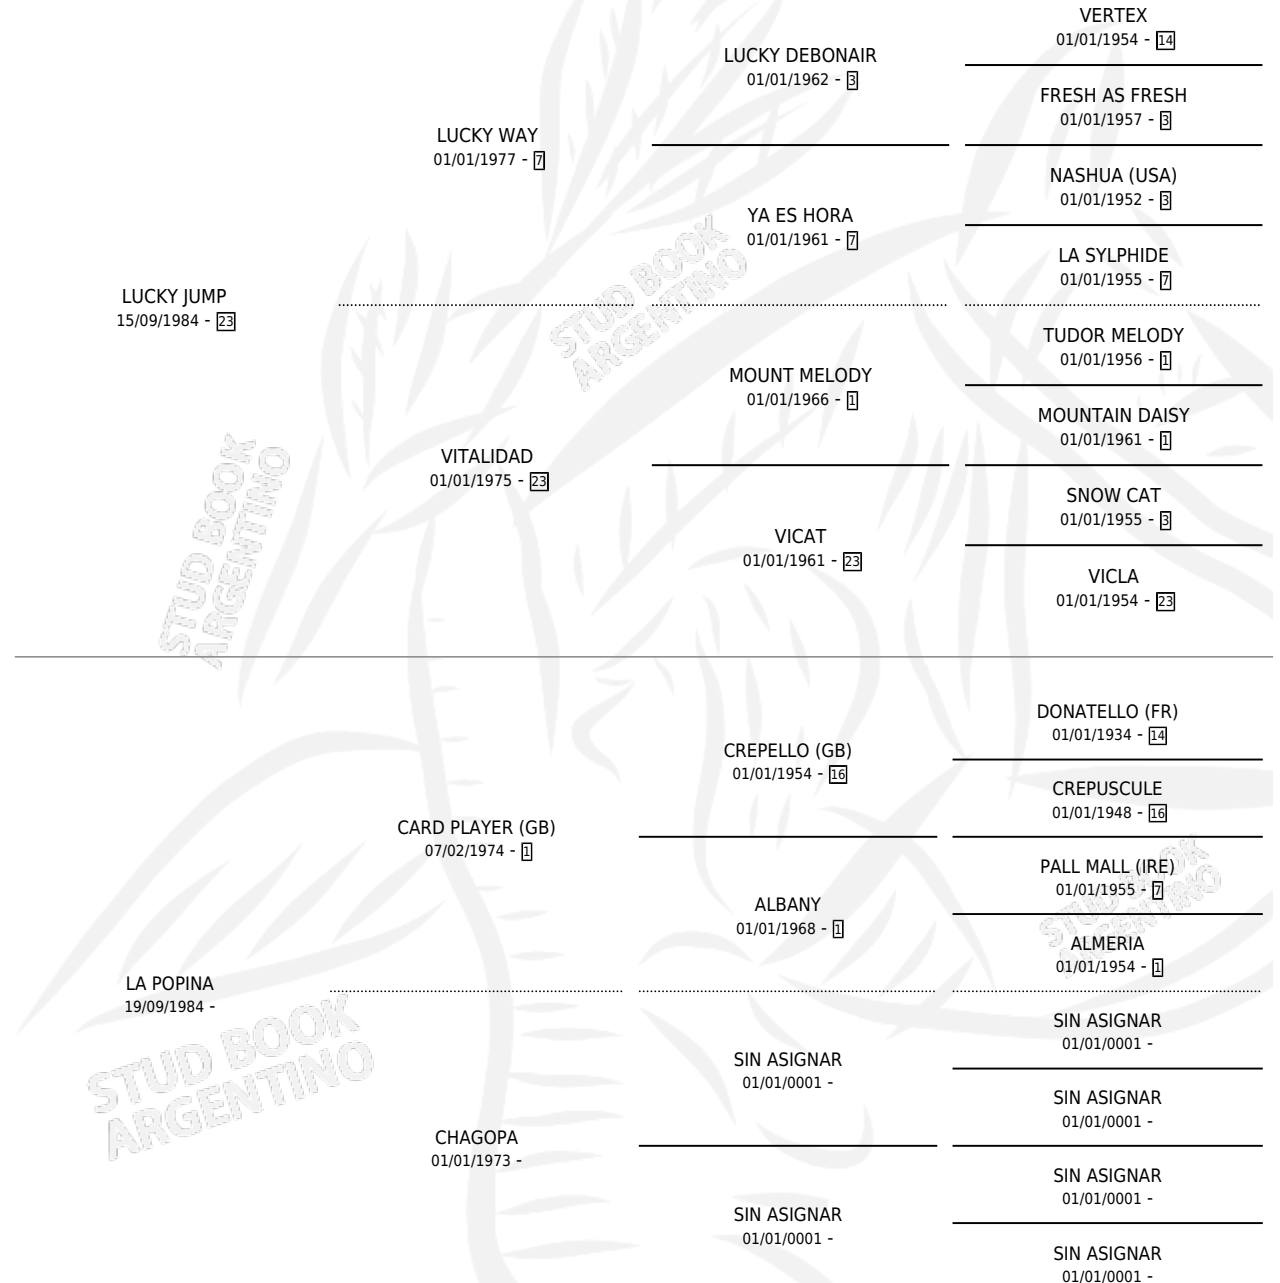 VERTEX
01/01/1954 - 14
LUCKY DEBONAIR
01/01/1962 - 3
FRESH AS FRESH
01/01/1957 - 3
LUCKY WAY
01/01/1977 - 7
NASHUA (USA)
01/01/1952 - 3
YA ES HORA
01/01/1961 - 7
LA SYLPHIDE
01/01/1955 - 7
LUCKY JUMP
15/09/1984 - 23
STUD BOOK
ARGENTINO
TUDOR MELODY
01/01/1956 - 1
MOUNT MELODY
01/01/1966 - 1
MOUNTAIN DAISY
01/01/1961 - 1
VITALIDAD
01/01/1975 - 23
SNOW CAT
01/01/1955 - 3
VICAT
01/01/1961 - 23
VICLA
01/01/1954 - 23
STUD BOOK
ARGENTINO
DONATELLO (FR)
01/01/1934 - 14
CREPELLO (GB)
01/01/1954 - 16
CREPUSCULE
01/01/1948 - 16
CARD PLAYER (GB)
07/02/1974 - 1
PALL MALL (IRE)
01/01/1955 - 7
ALBANY
01/01/1968 - 1
STUD BOOK
ARGENTINO
ALMERIA
01/01/1954 - 1
LA POPINA
19/09/1984 -
STUD BOOK
ARGENTINO
SIN ASIGNAR
01/01/0001 -
SIN ASIGNAR
01/01/0001 -
SIN ASIGNAR
01/01/0001 -
CHAGOPA
01/01/1973 -
SIN ASIGNAR
01/01/0001 -
SIN ASIGNAR
01/01/0001 -
SIN ASIGNAR
01/01/0001 -